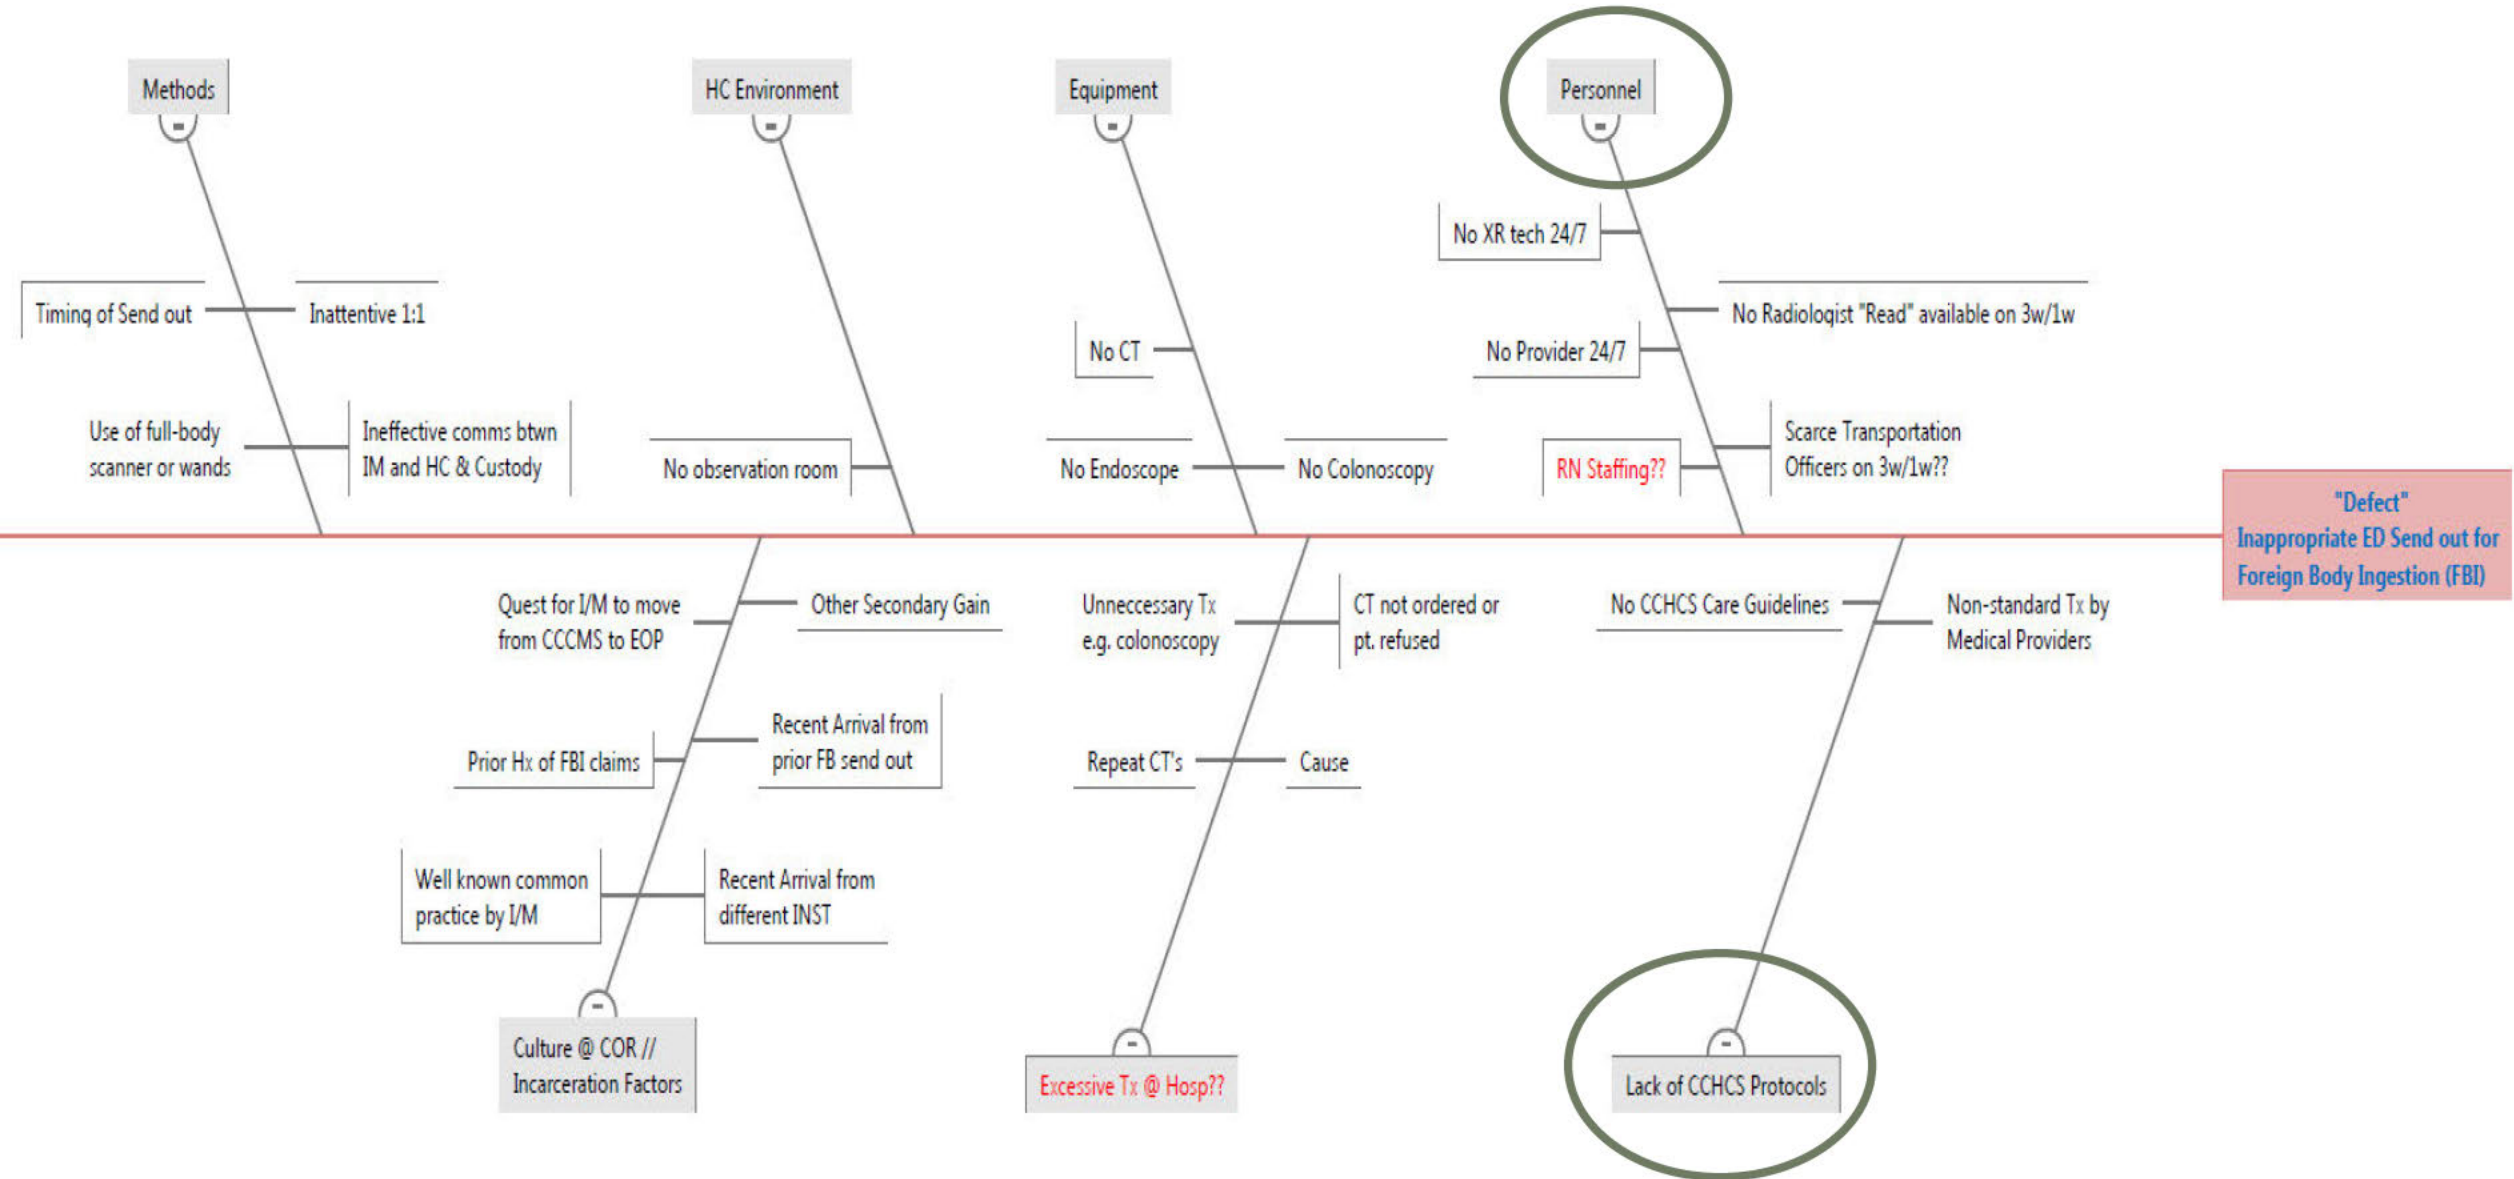 Methods
HC Environment
Equipment
Personnel
No XR tech 24/7
Timing of Send out
Inattentive 1:1
No Radiologist "Read" available on 3w/1w
No CT
No Provider 24/7
Use of full-body
scanner or wands
Ineffective comms btwn
IM and HC & Custody
No observation room
No Endoscope
No Colonoscopy
RN Staffing??
Scarce Transportation
Officers on 3w/1w??
"Defect"
Inappropriate ED Send out for
Foreign Body Ingestion (FBI)
Quest for I/M to move
from CCCMS to EOP
Other Secondary Gain
Unneccessary Tx
e.g. colonoscopy
CT not ordered or
pt. refused
No CCHCS Care Guidelines
Non-standard Tx by
Medical Providers
Prior Hx of FBI claims
Recent Arrival from
prior FB send out
Repeat CT's
Cause
Well known common
practice by I/M
Recent Arrival from
different INST
Culture @ COR //
Incarceration Factors
Excessive Tx @ Hosp??
Lack of CCHCS Protocols